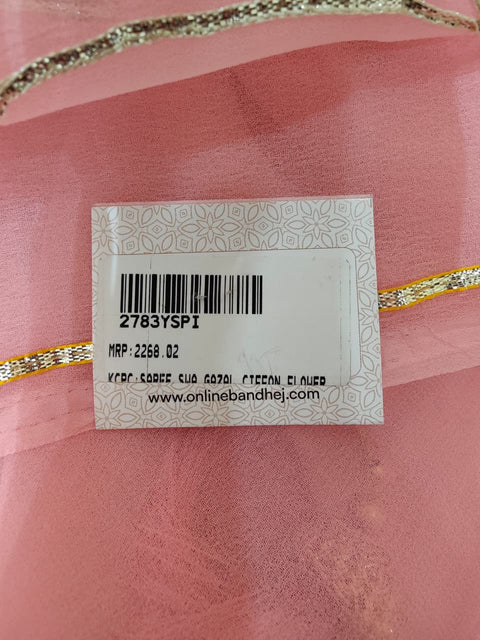 2783YSPI
MRP:2268.02
KCPC:SAREE SHA GAZAL CIFFON FLOWER
www.onlinebandhej.com